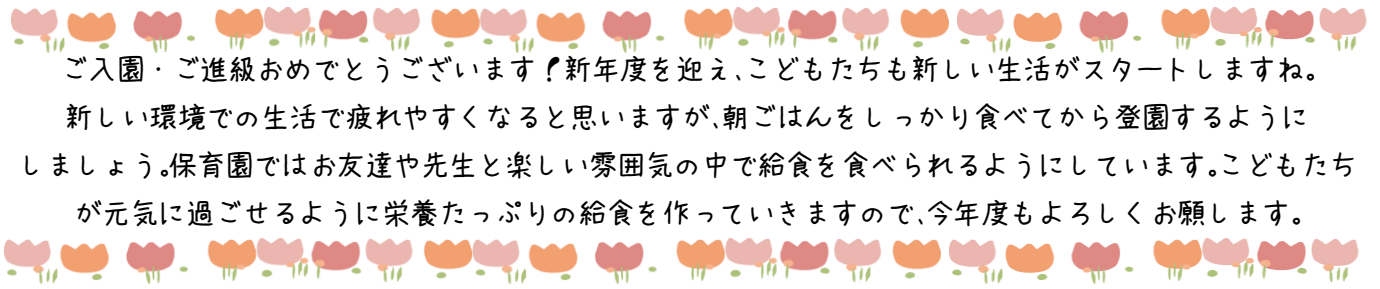 ご入園・ご進級おめでとうございます!新年度を迎え、こどもたちも新しい生活がスタートしますね。
新しい環境での生活で疲れやすくなると思いますが、朝ごはんをしっかり食べてから登園するように
しましょう。保育園ではお友達や先生と楽しい雰囲気の中で給食を食べられるようにしています。こどもたち
が元気に過ごせるように栄養たっぷりの給食を作っていきますので、今年度もよろしくお願します。